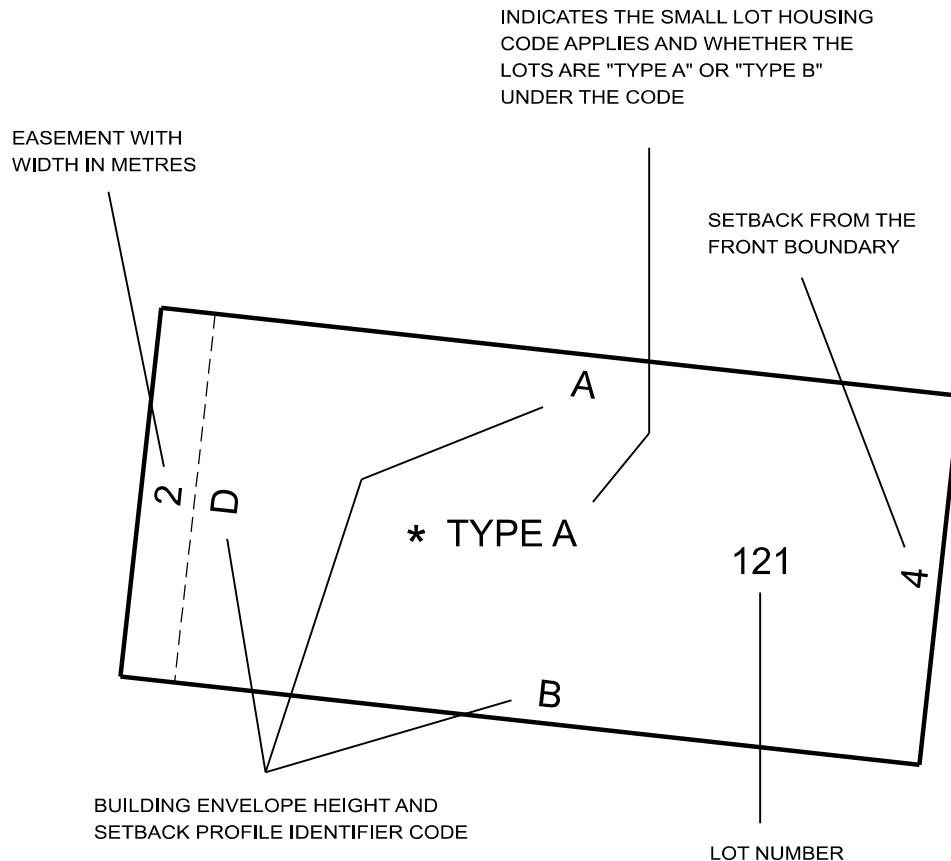 INDICATES THE SMALL LOT HOUSING
CODE APPLIES AND WHETHER THE
LOTS ARE "TYPE A" OR "TYPE B"
UNDER THE CODE
EASEMENT WITH
WIDTH IN METRES
SETBACK FROM THE
FRONT BOUNDARY
A
2
D
* TYPE A
121
4
B
BUILDING ENVELOPE HEIGHT AND
SETBACK PROFILE IDENTIFIER CODE
LOT NUMBER